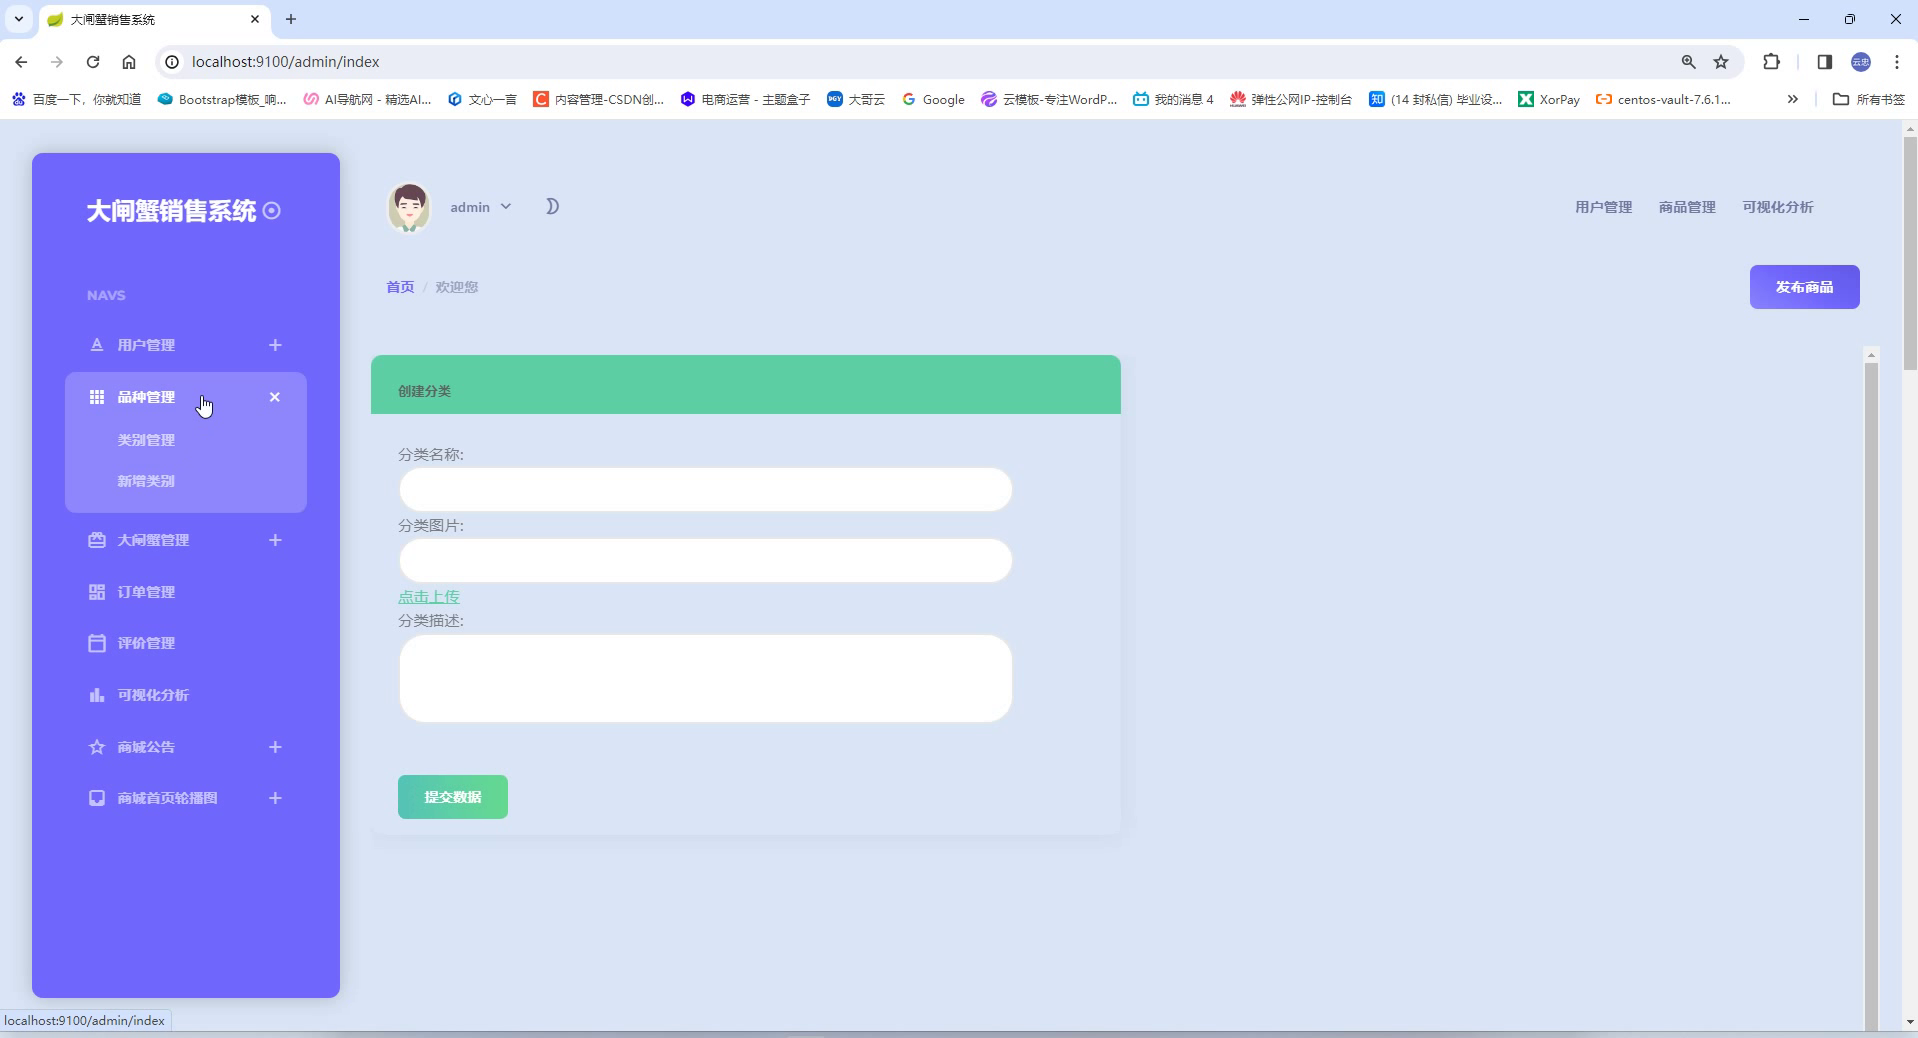 大闸蟹销售系统
localhost:9100/admin/index
百度一下，你就知道
Bootstrap模板_响...
AI导航网 - 精选AI...
文心一言
内容管理-CSDN创...
电商运营 - 主题盒子
大哥云
Google
云模板-专注WordP...
我的消息 4
弹性公网IP-控制台
(14 封私信) 毕业设...
XorPay
centos-vault-7.6.1...
所有书签
大闸蟹销售系统
NAVS
用户管理
品种管理
类别管理
新增类别
大闸蟹管理
订单管理
评价管理
可视化分析
商城公告
商城首页轮播图
admin
用户管理
商品管理
可视化分析
首页 / 欢迎您
发布商品
创建分类
分类名称:
分类图片:
点击上传
分类描述:
提交数据
localhost:9100/admin/index